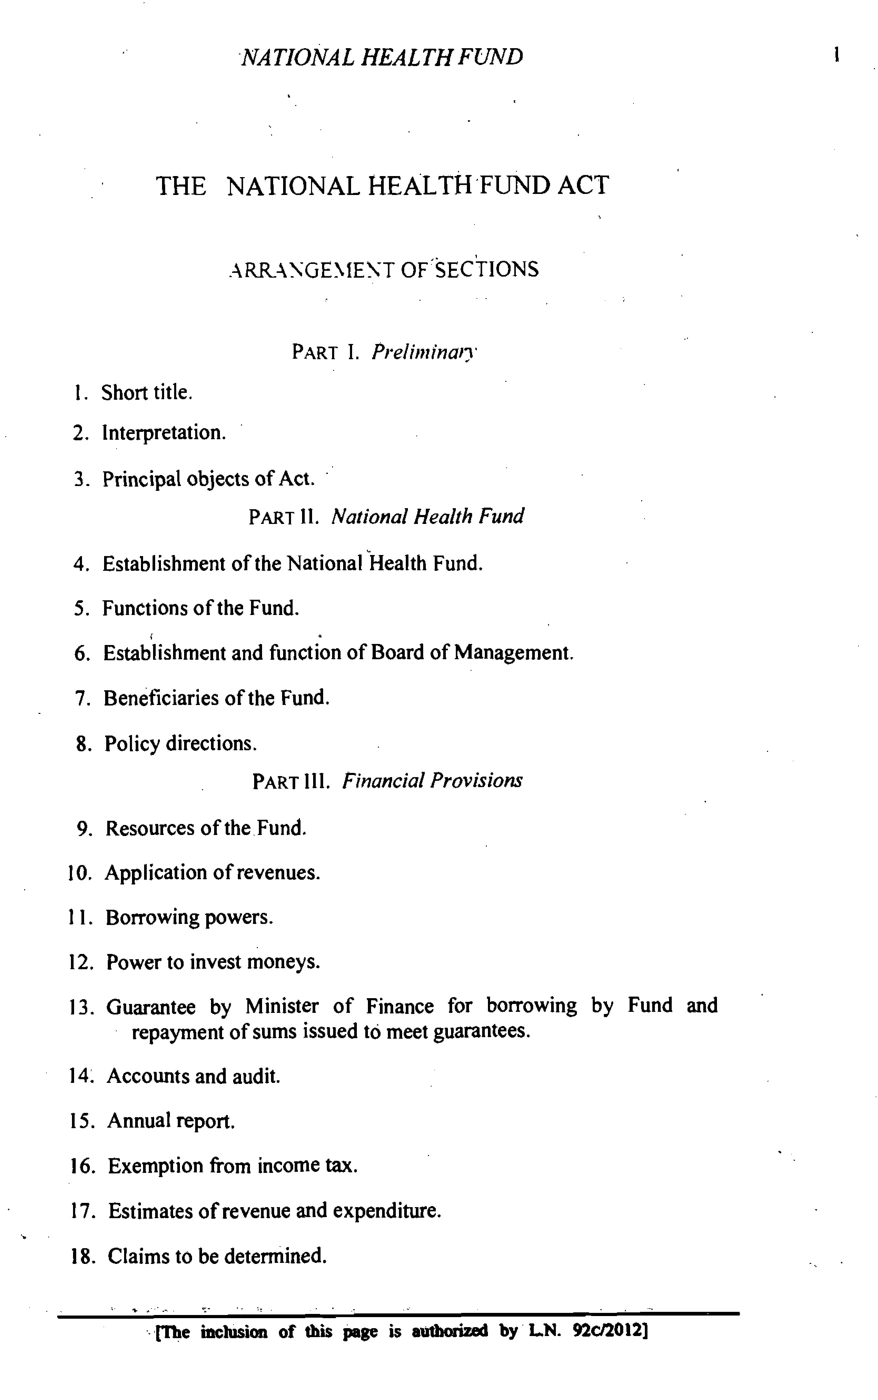 NATIONAL HEALTH FUND 1
THE NATIONAL HEALTH FUND ACT
ARRANGEMENT OF SECTIONS
PART I. Preliminary
1. Short title.
2. Interpretation.
3. Principal objects of Act.
PART II. National Health Fund
4. Establishment of the National Health Fund.
5. Functions of the Fund.
6. Establishment and function of Board of Management.
7. Beneficiaries of the Fund.
8. Policy directions.
PART III. Financial Provisions
9. Resources of the Fund.
10. Application of revenues.
11. Borrowing powers.
12. Power to invest moneys.
13. Guarantee by Minister of Finance for borrowing by Fund and
repayment of sums issued to meet guarantees.
14. Accounts and audit.
15. Annual report.
16. Exemption from income tax.
17. Estimates of revenue and expenditure.
18. Claims to be determined.
[The inclusion of this page is authorized by L.N. 92c/2012]